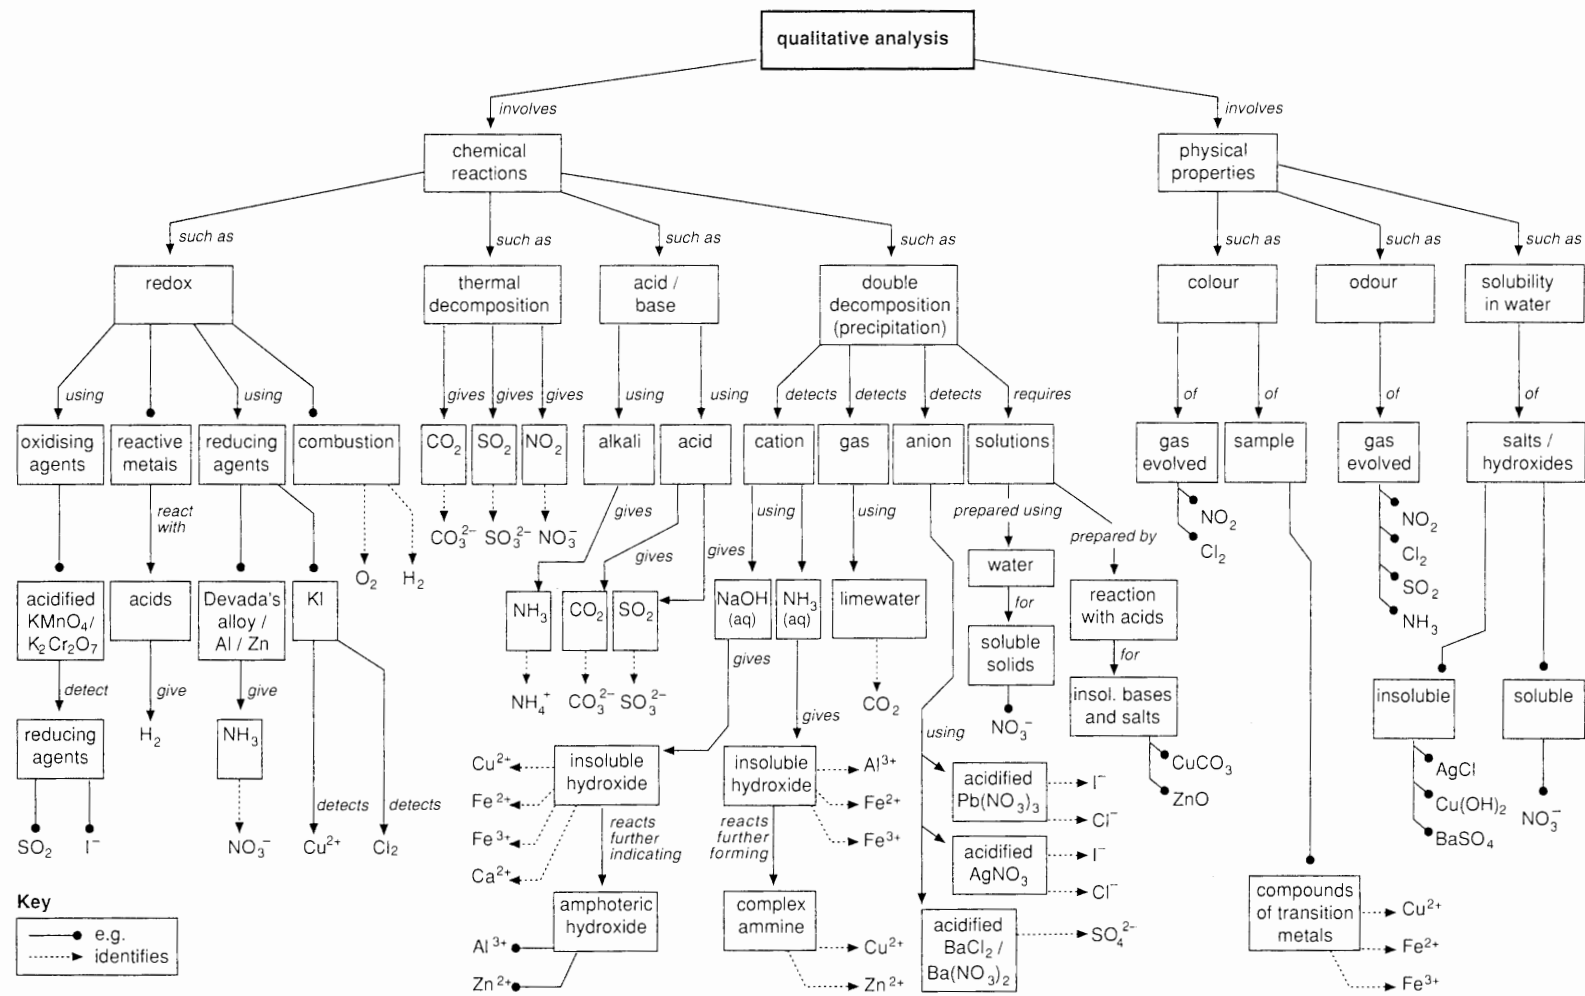 qualitative analysis
involves
involves
chemical
reactions
physical
properties
such as
such as
such as
such as
such as
such as
such as
redox
thermal
decomposition
acid /
base
double
decomposition
(precipitation)
colour
odour
solubility
in water
using
using
gives
gives
gives
using
using
detects
detects
detects
requires
of
of
of
of
oxidising
agents
reactive
metals
reducing
agents
combustion
CO₂
SO₂
NO₂
alkali
acid
cation
gas
anion
solutions
gas
evolved
sample
gas
evolved
salts /
hydroxides
react
with
O₂
H₂
CO₃²⁻
SO₃²⁻
NO₃⁻
gives
gives
gives
using
using
prepared using
prepared by
NO₂
Cl₂
NO₂
Cl₂
SO₂
NH₃
acidified
KMnO₄/
K₂Cr₂O₇
acids
Devada's
alloy /
Al / Zn
KI
NH₃
CO₂
SO₂
NaOH
(aq)
NH₃
(aq)
limewater
water
for
soluble
solids
NO₃⁻
reaction
with acids
for
insol. bases
and salts
CuCO₃
ZnO
detect
give
give
NH₄⁺
CO₃²⁻
SO₃²⁻
gives
gives
CO₂
using
insoluble
soluble
reducing
agents
H₂
NH₃
SO₂
I⁻
NO₃⁻
detects
detects
Cu²⁺
Cl₂
Cu²⁺
Fe²⁺
Fe³⁺
Ca²⁺
insoluble
hydroxide
reacts
further
indicating
amphoteric
hydroxide
Al³⁺
Zn²⁺
insoluble
hydroxide
Al³⁺
Fe²⁺
Fe³⁺
reacts
further
forming
complex
ammine
Cu²⁺
Zn²⁺
acidified
Pb(NO₃)₃
I⁻
Cl⁻
acidified
AgNO₃
I⁻
Cl⁻
acidified
BaCl₂ /
Ba(NO₃)₂
SO₄²⁻
compounds
of transition
metals
Cu²⁺
Fe²⁺
Fe³⁺
AgCl
Cu(OH)₂
BaSO₄
NO₃⁻
Key
e.g.
identifies